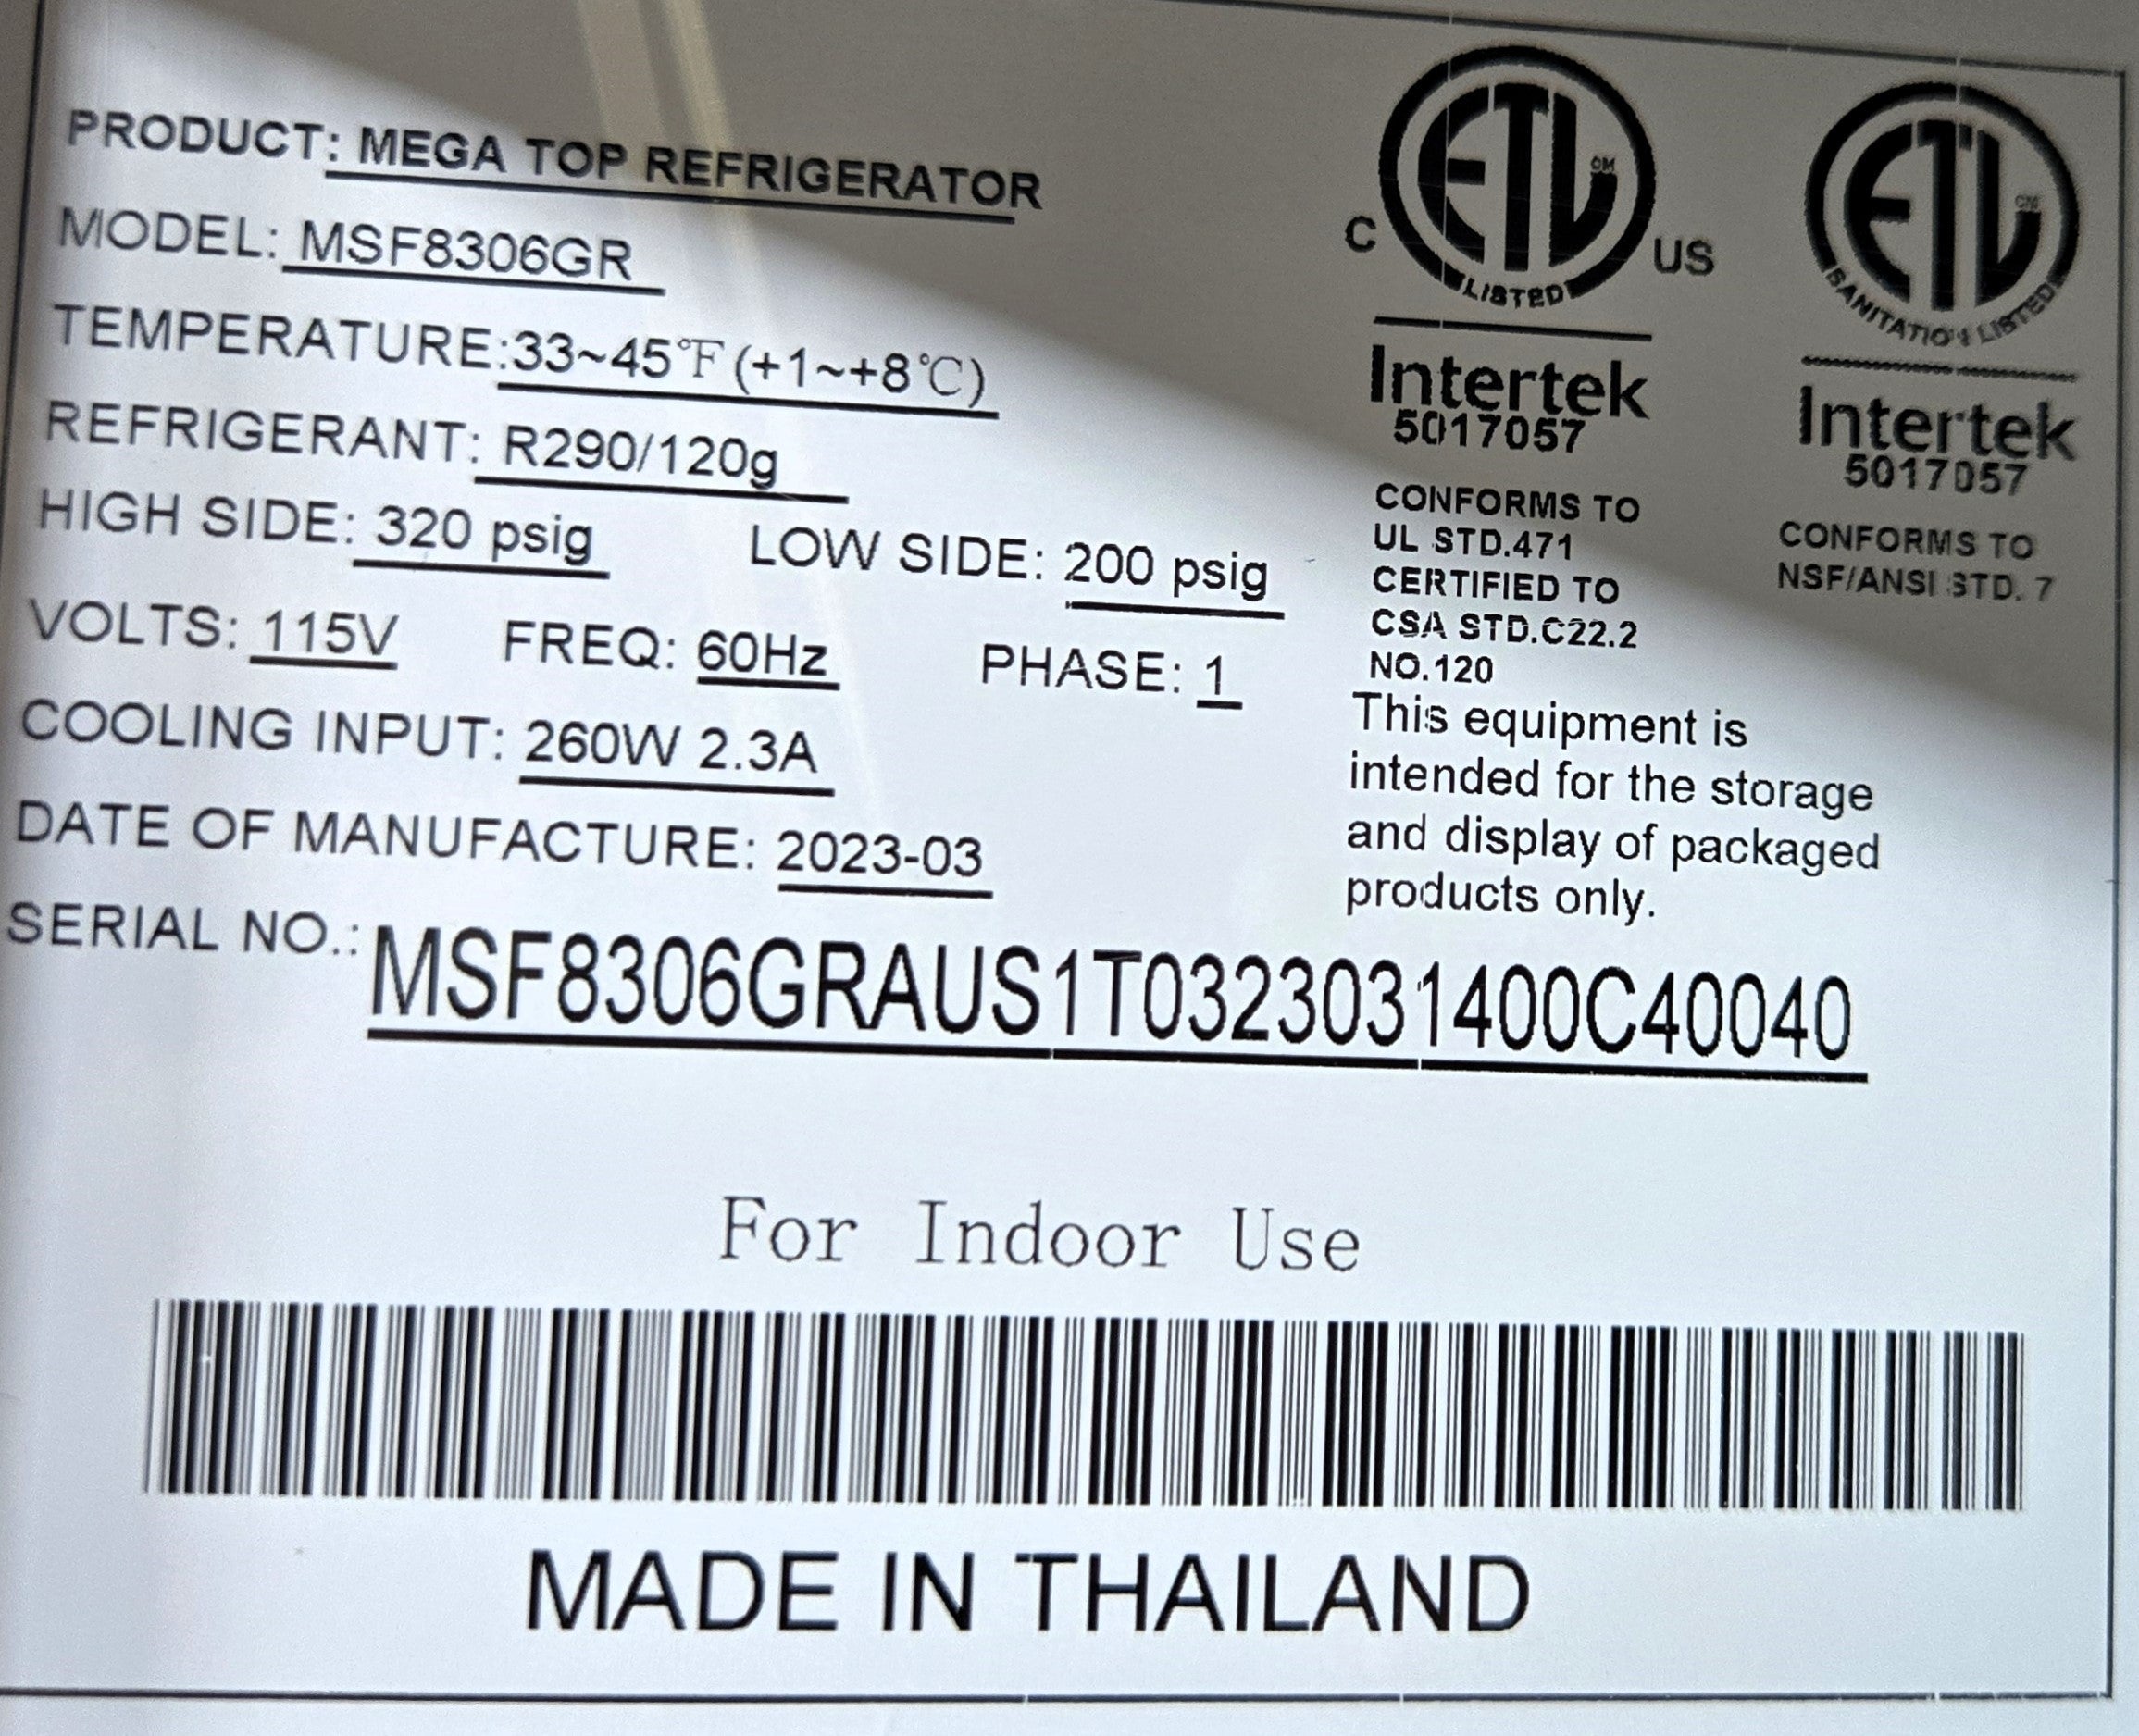 PRODUCT: MEGA TOP REFRIGERATOR
MODEL: MSF8306GR
TEMPERATURE:33~45℉(+1~+8℃)
REFRIGERANT: R290/120g
HIGH SIDE: 320 psig LOW SIDE: 200 psig
VOLTS: 115V FREQ: 60Hz PHASE: 1
COOLING INPUT: 260W 2.3A
DATE OF MANUFACTURE: 2023-03
SERIAL NO.: MSF8306GRAUS1T0323031400C40040
C ETL CM US
LISTED
Intertek
5017057
CONFORMS TO
UL STD.471
CERTIFIED TO
CSA STD.C22.2
NO.120
ETL CM
SANITATION LISTED
Intertek
5017057
CONFORMS TO
NSF/ANSI STD. 7
This equipment is
intended for the storage
and display of packaged
products only.
For Indoor Use
MADE IN THAILAND